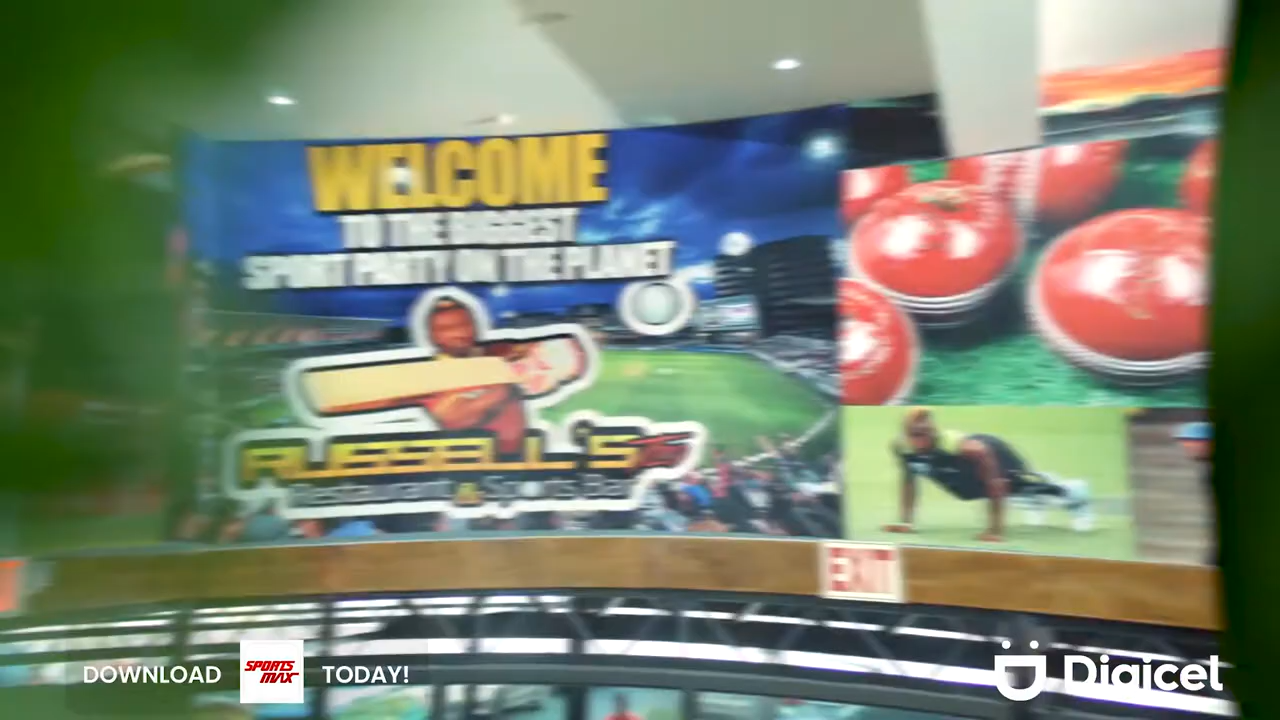 WELCOME
TO THE BIGGEST
SPORT PARTY ON THE PLANET
RUSSELL'S
Restaurant & Sports Bar
EXIT
DOWNLOAD SPORTS MAX TODAY!
Digicel